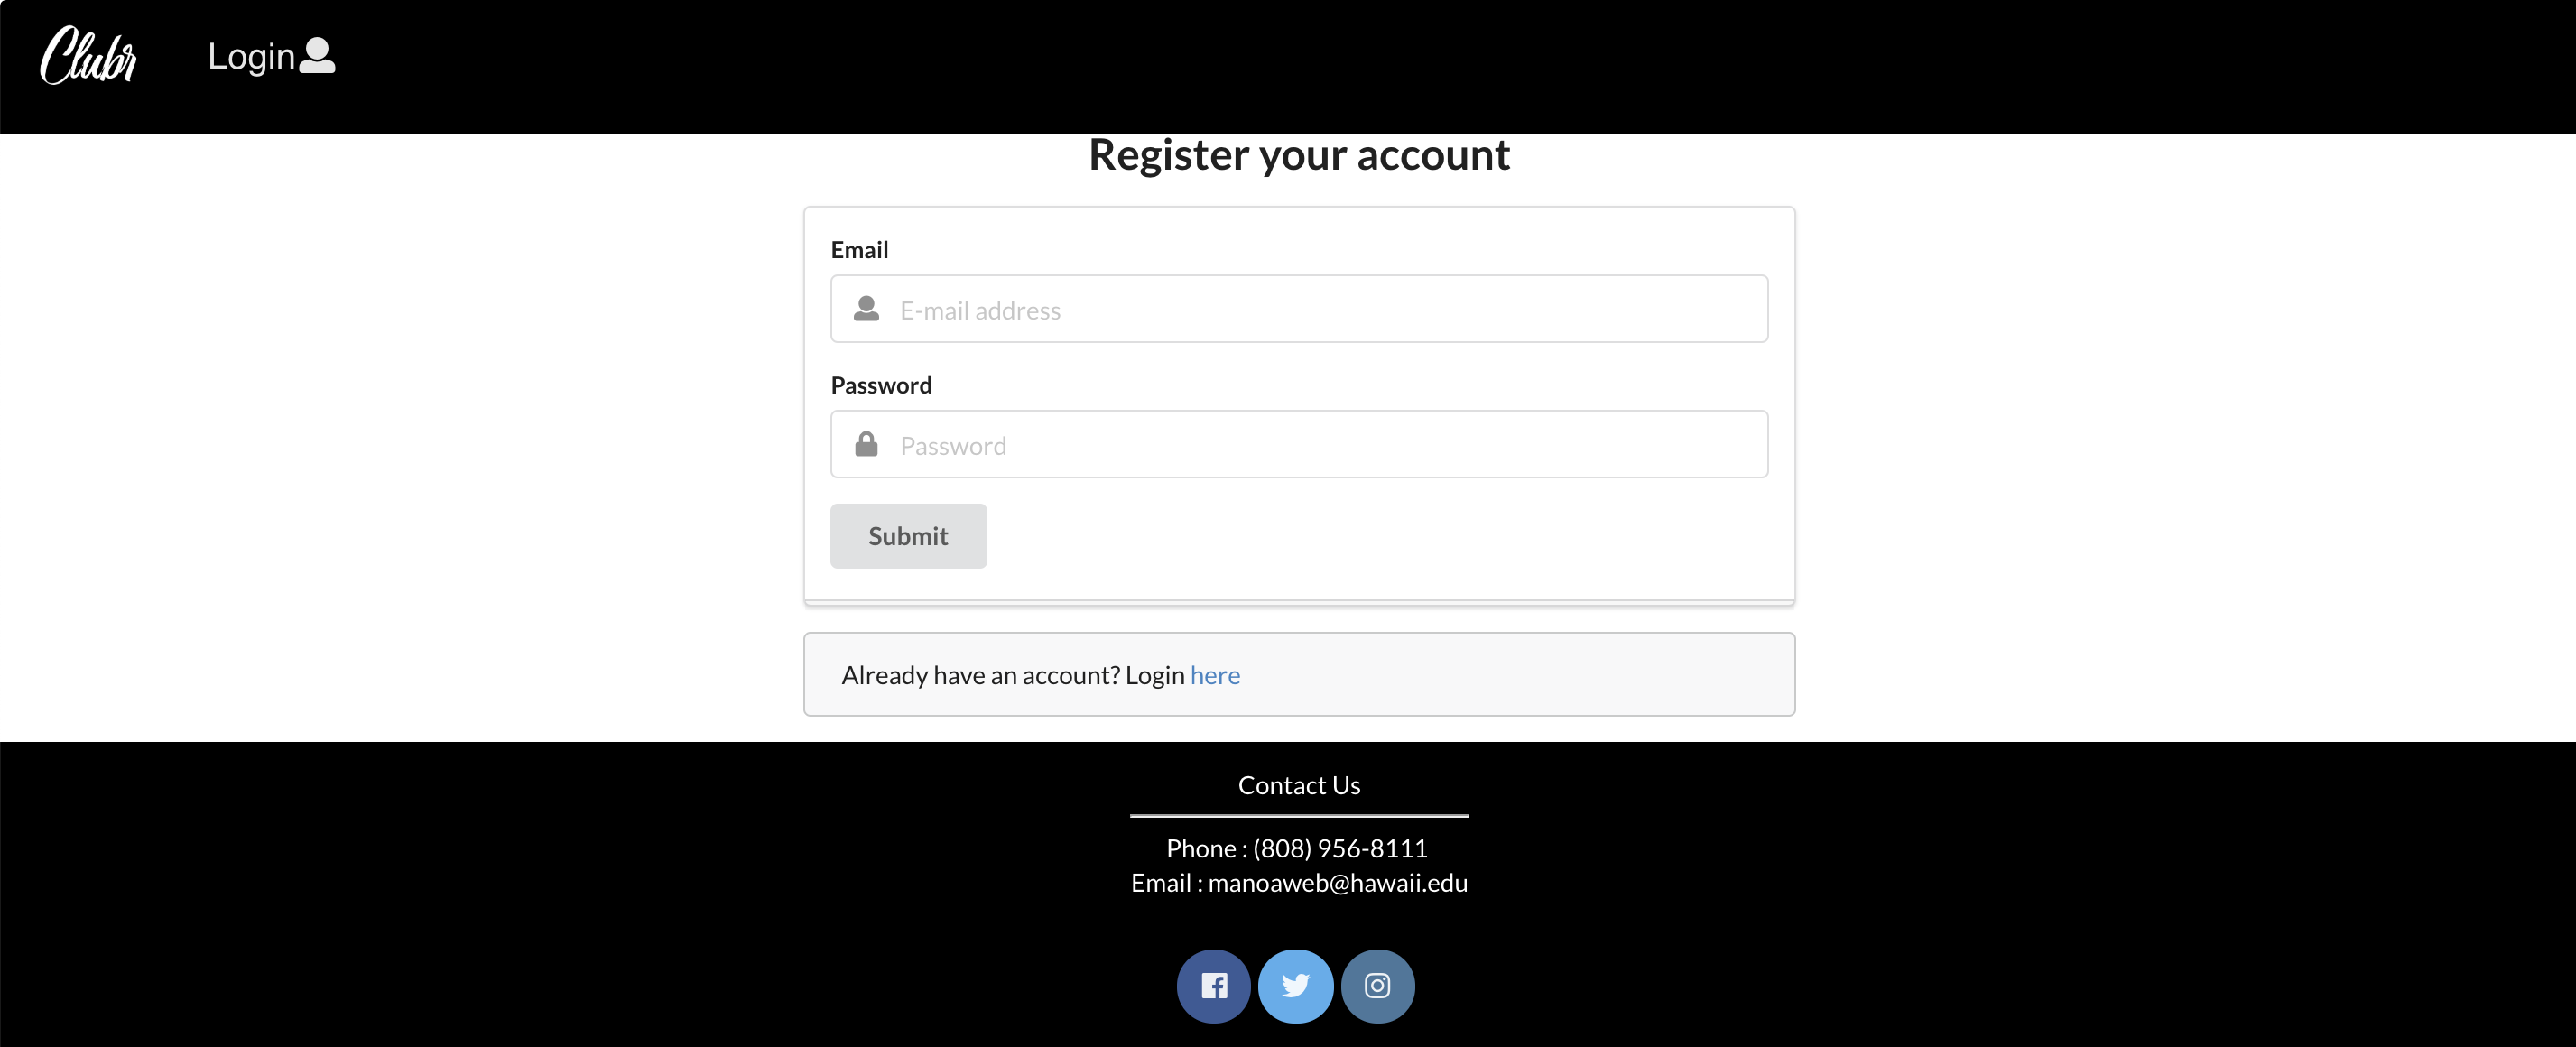 Clubr Login
Register your account
Email
E-mail address
Password
Password
Submit
Already have an account? Login here
Contact Us
Phone : (808) 956-8111
Email : manoaweb@hawaii.edu